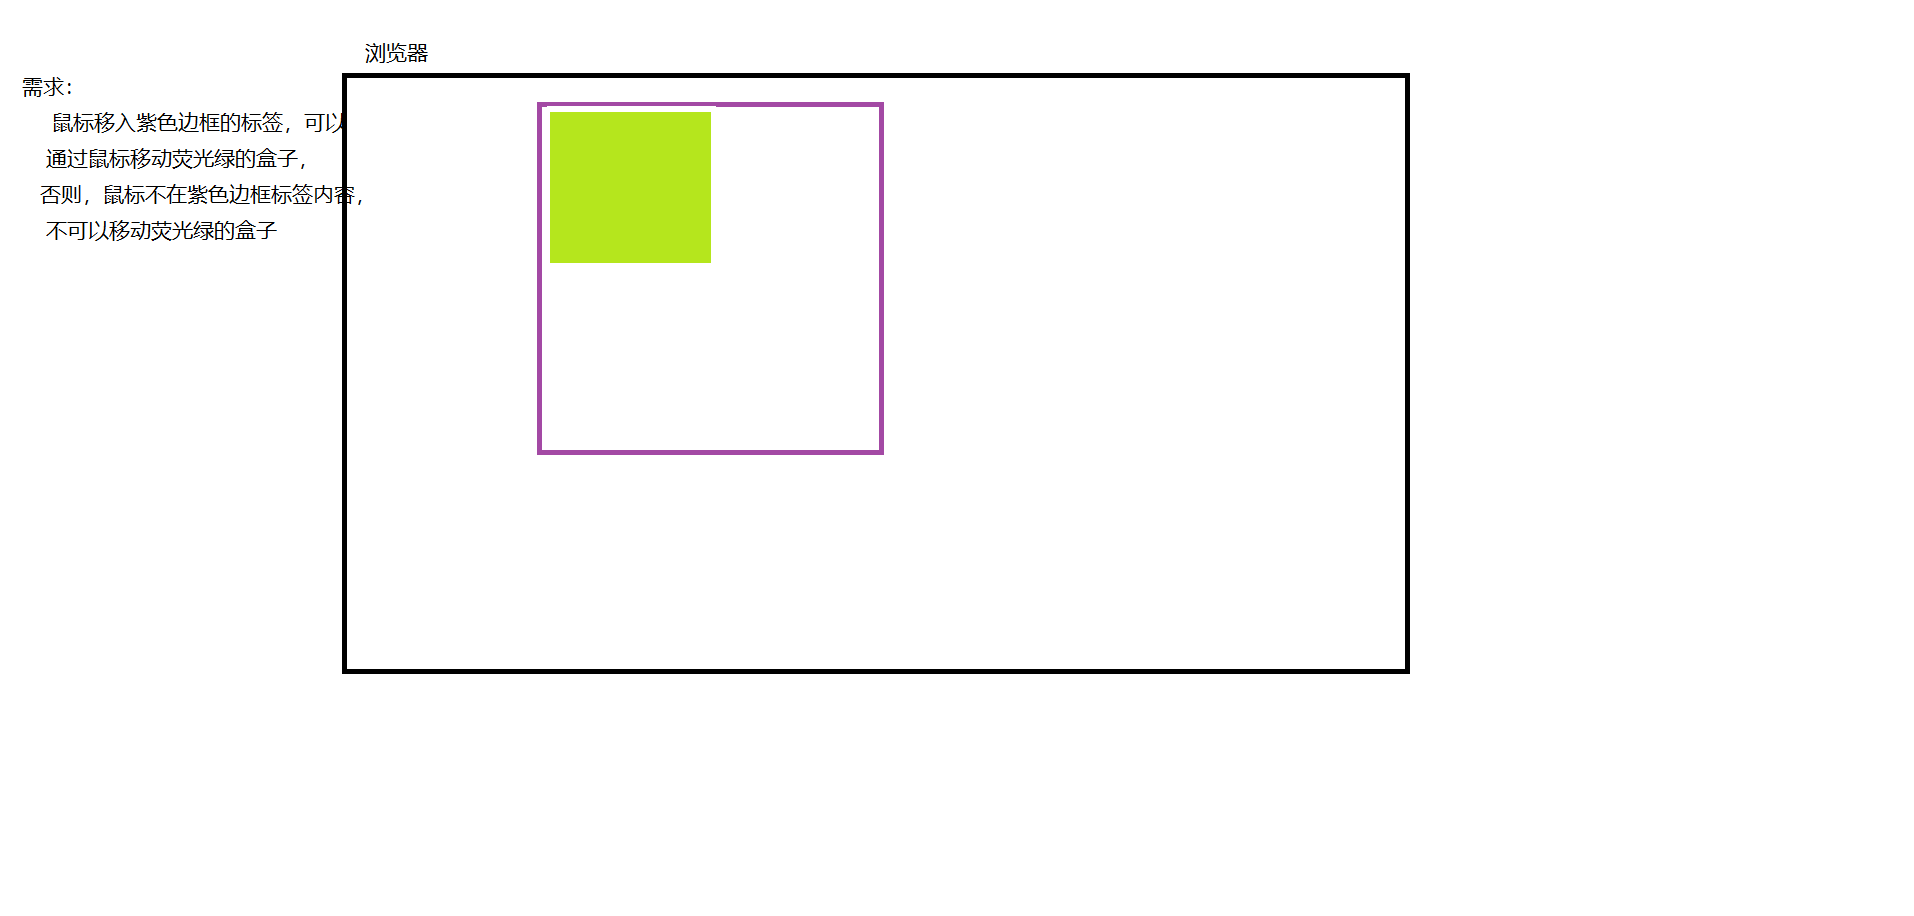 浏览器
需求：
鼠标移入紫色边框的标签，可以
通过鼠标移动荧光绿的盒子，
否则，鼠标不在紫色边框标签内容，
不可以移动荧光绿的盒子